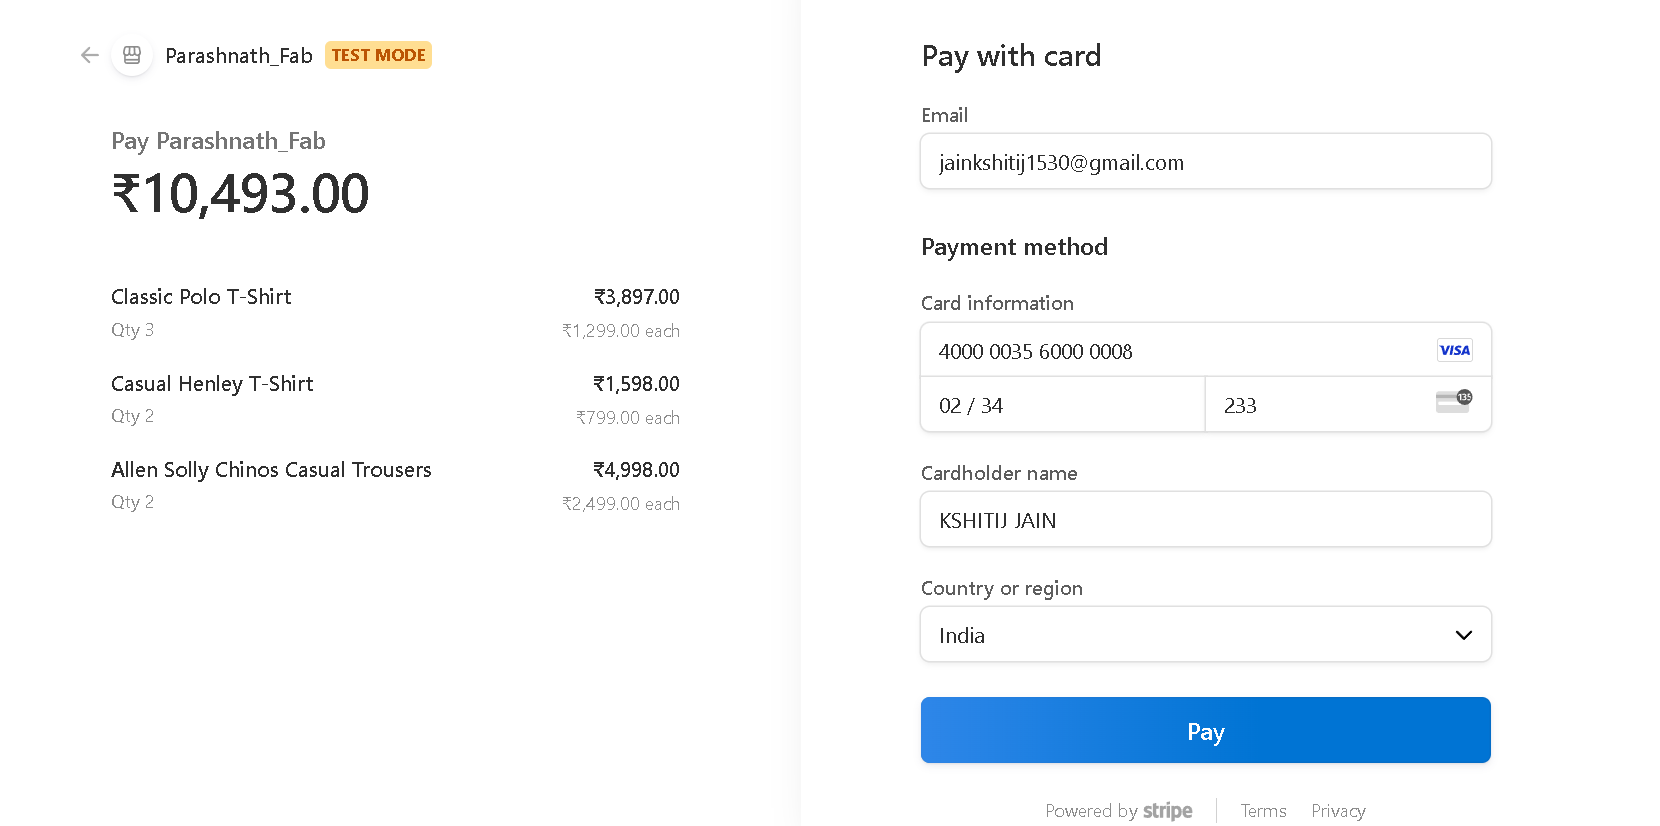 Parashnath_Fab TEST MODE
Pay Parashnath_Fab
₹10,493.00
Classic Polo T-Shirt ₹3,897.00
Qty 3 ₹1,299.00 each
Casual Henley T-Shirt ₹1,598.00
Qty 2 ₹799.00 each
Allen Solly Chinos Casual Trousers ₹4,998.00
Qty 2 ₹2,499.00 each
Pay with card
Email
jainkshitij1530@gmail.com
Payment method
Card information
4000 0035 6000 0008 VISA
02 / 34 233 135
Cardholder name
KSHITIJ JAIN
Country or region
India
Pay
Powered by stripe Terms Privacy